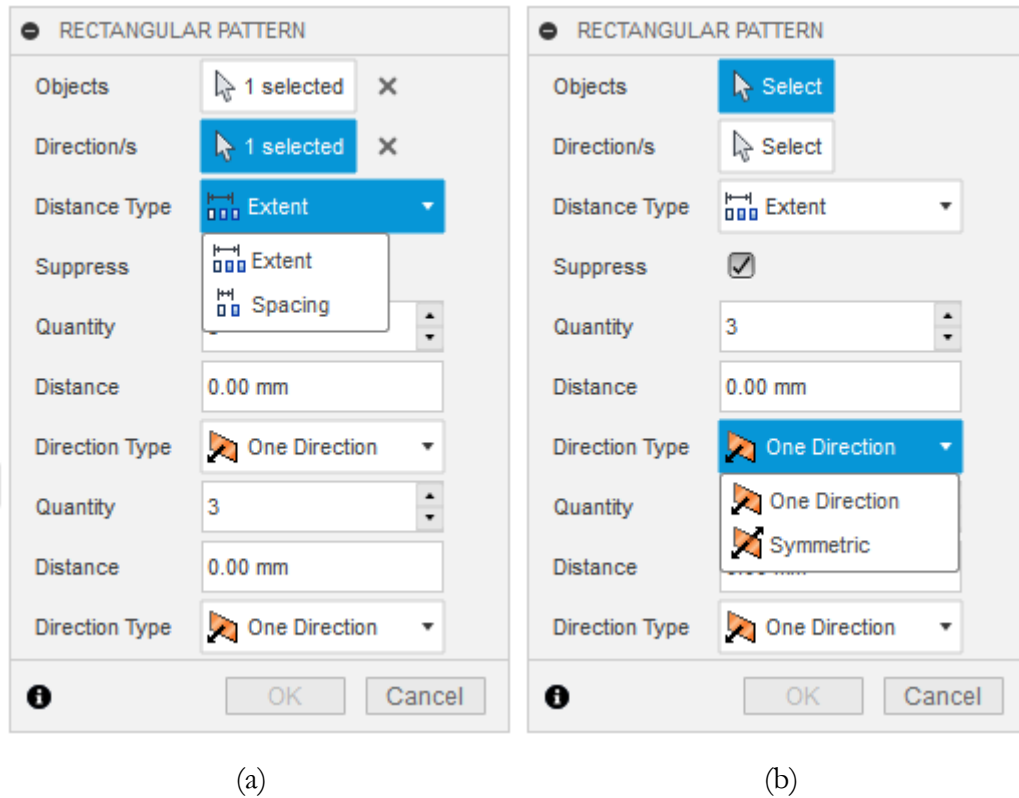 RECTANGULAR PATTERN
Objects 1 selected
Direction/s 1 selected
Distance Type Extent
Extent
Suppress
Spacing
Quantity
Distance 0.00 mm
Direction Type One Direction
Quantity 3
Distance 0.00 mm
Direction Type One Direction
OK Cancel
(a)
RECTANGULAR PATTERN
Objects Select
Direction/s Select
Distance Type Extent
Suppress
Quantity 3
Distance 0.00 mm
Direction Type One Direction
One Direction
Quantity
Symmetric
Distance
Direction Type One Direction
OK Cancel
(b)